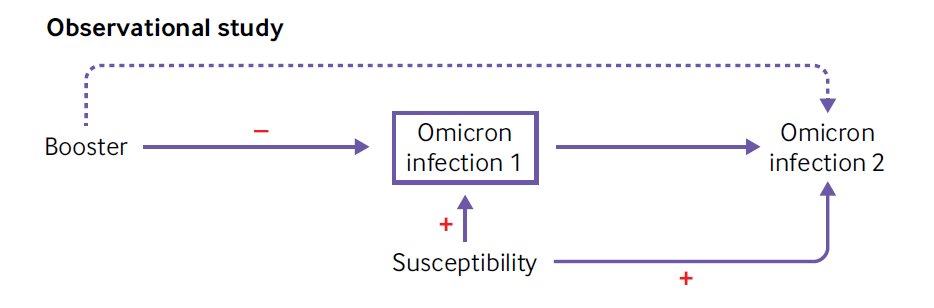 Observational study
Booster
–
Omicron
infection 1
Omicron
infection 2
+
Susceptibility
+